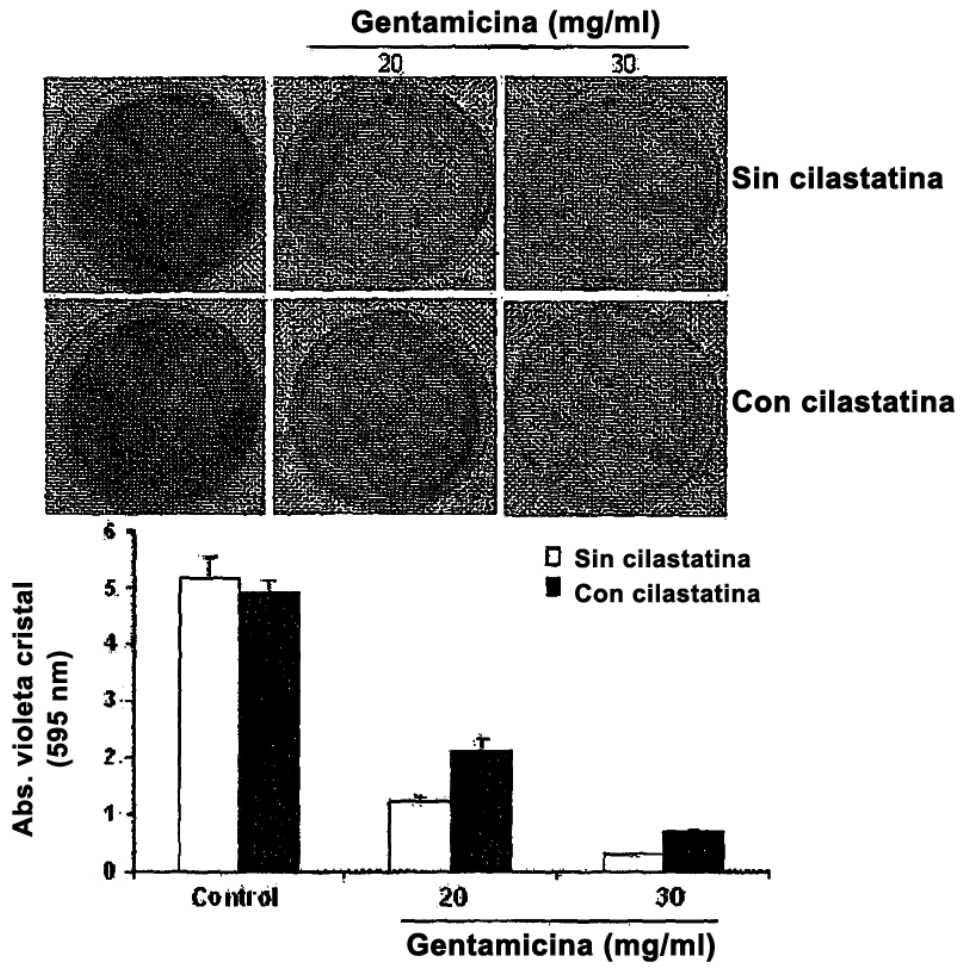 Gentamicina (mg/ml)
20 30
Sin cilastatina
Con cilastatina
6
5
4
3
2
1
0
Abs. violeta cristal
(595 nm)
Sin cilastatina
Con cilastatina
Control 20 30
Gentamicina (mg/ml)